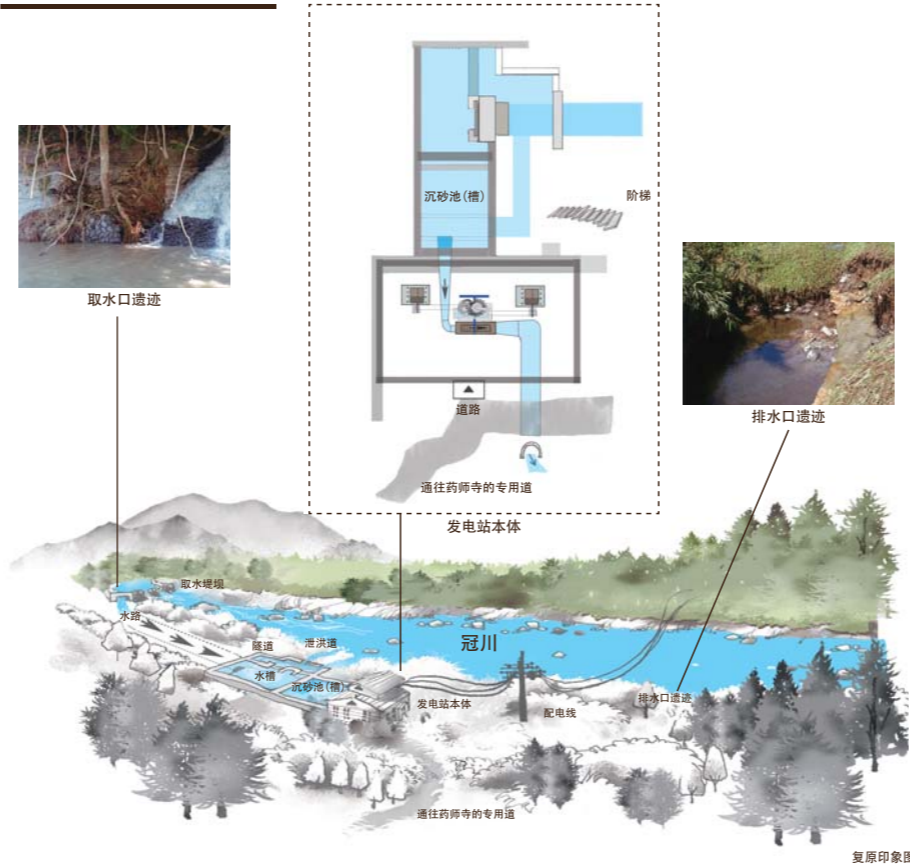 沉砂池(槽)
阶梯
取水口遗迹
道路
排水口遗迹
通往药师寺的专用道
发电站本体
取水堤坝
水路
隧道
泄洪道
冠川
水槽
沉砂池(槽)
发电站本体
配电线
排水口遗迹
通往药师寺的专用道
复原印象图